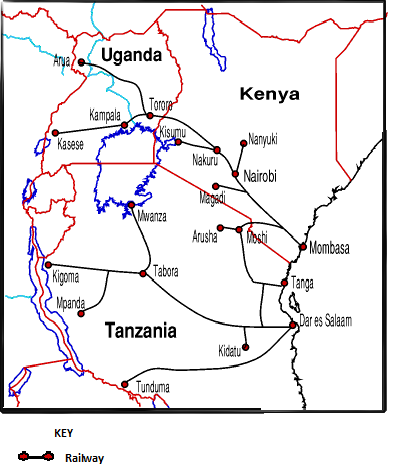 Uganda
Arua
Kenya
Tororo
Kampala
Kisumu
Nanyuki
Kasese
Nakuru
Nairobi
Magadi
Mwanza
Arusha
Moshi
Mombasa
Kigoma
Tabora
Tanga
Mpanda
Tanzania
Dar es Salaam
Kidatu
Tunduma
KEY
Railway